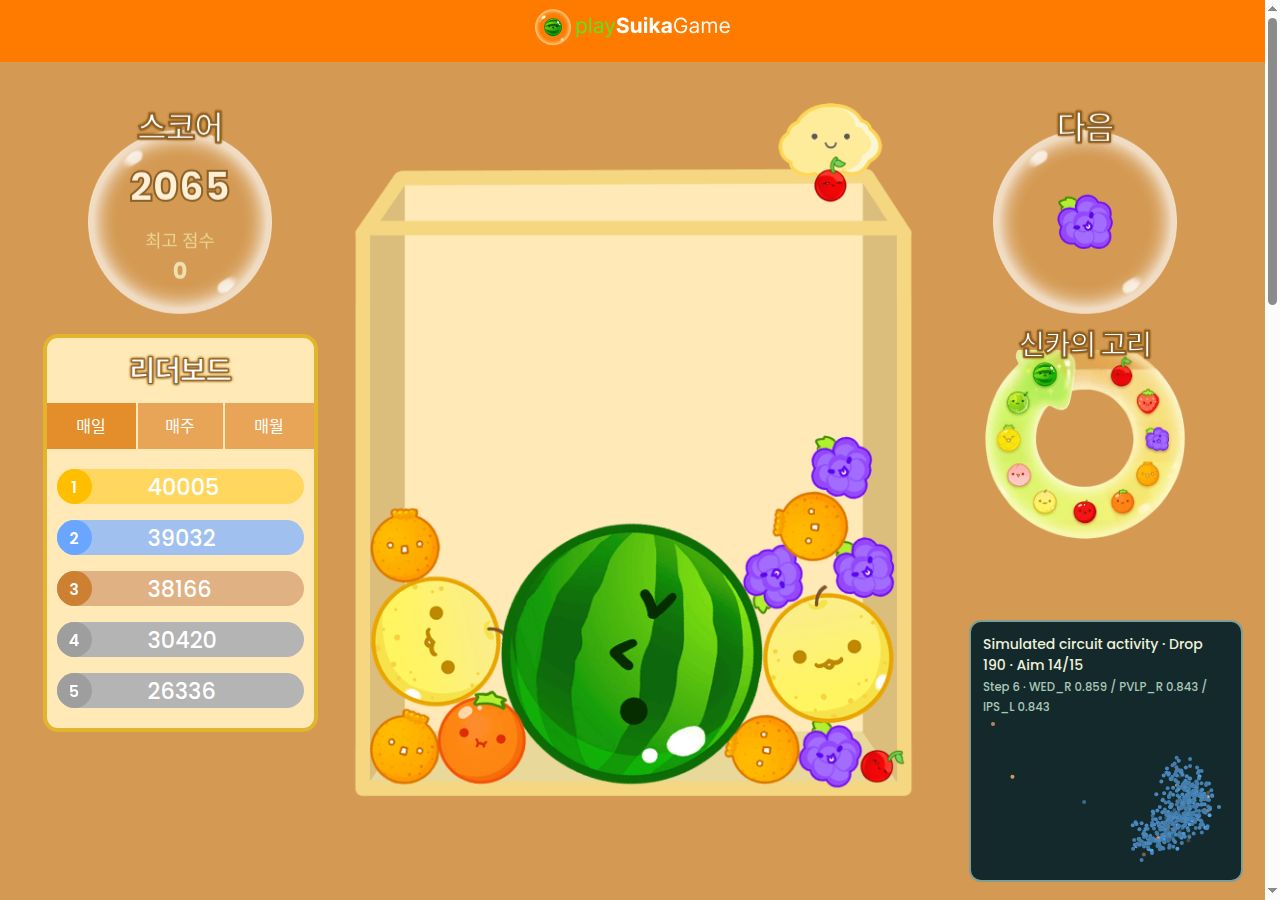 playSuikaGame
스코어
2065
최고 점수
0
다음
신카의 고리
리더보드
매일 매주 매월
1 40005
2 39032
3 38166
4 30420
5 26336
Simulated circuit activity · Drop
190 · Aim 14/15
Step 6 · WED_R 0.859 / PVLP_R 0.843 /
IPS_L 0.843